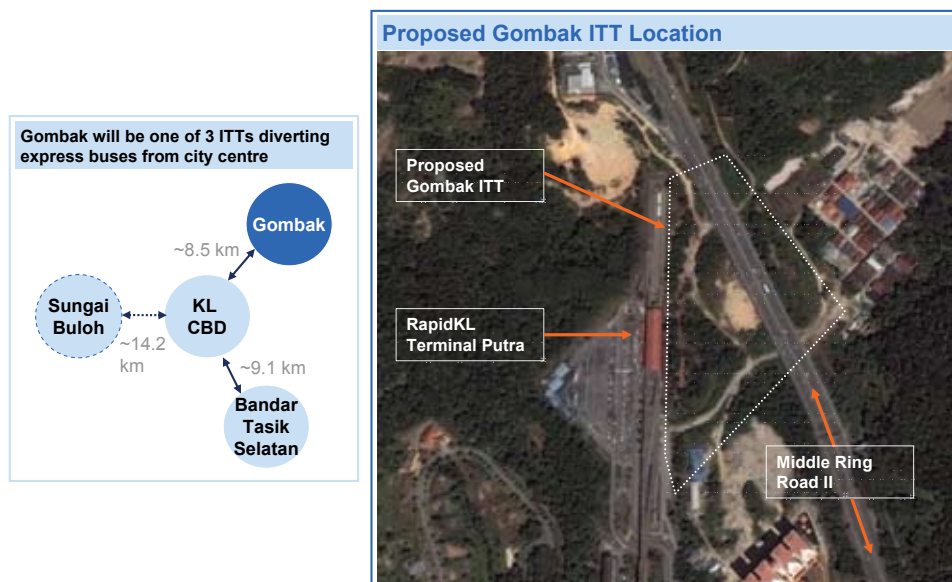 Proposed Gombak ITT Location
Gombak will be one of 3 ITTs diverting
express buses from city centre
Gombak
~8.5 km
Sungai
Buloh
KL
CBD
~14.2
km
~9.1 km
Bandar
Tasik
Selatan
Proposed
Gombak ITT
RapidKL
Terminal Putra
Middle Ring
Road II